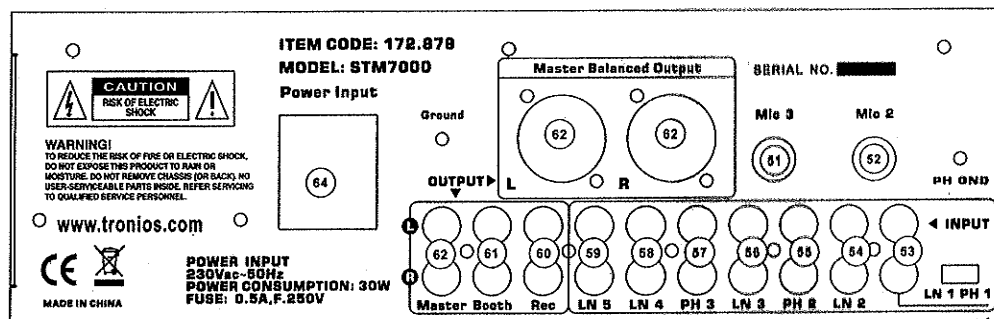 ITEM CODE: 172.878
MODEL: STM7000
Power Input
CAUTION
RISK OF ELECTRIC
SHOCK
WARNING!
TO REDUCE THE RISK OF FIRE OR ELECTRIC SHOCK,
DO NOT EXPOSE THIS PRODUCT TO RAIN OR
MOISTURE. DO NOT REMOVE CHASSIS (OR BACK). NO
USER-SERVICEABLE PARTS INSIDE. REFER SERVICING
TO QUALIFIED SERVICE PERSONNEL.
www.tronios.com
CE
MADE IN CHINA
POWER INPUT
230Vac~50Hz
POWER CONSUMPTION: 30W
FUSE: 0.5A,F.250V
64
Ground
OUTPUT
Master Balanced Output
62 62
L R
SERIAL NO.
Mic 3 Mic 2
51 52
PH GND
INPUT
L
62 61 60 59 58 57 56 55 54 53
R
Master Booth Rec LN 5 LN 4 PH 3 LN 3 PH 2 LN 2 LN 1 PH 1